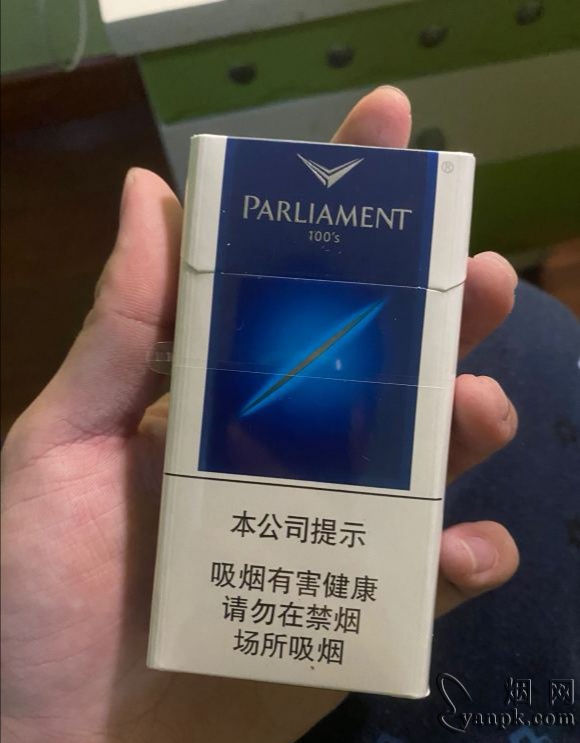 ®
PARLIAMENT
100's
本公司提示
吸烟有害健康
请勿在禁烟
场所吸烟
烟网
yanpk.com